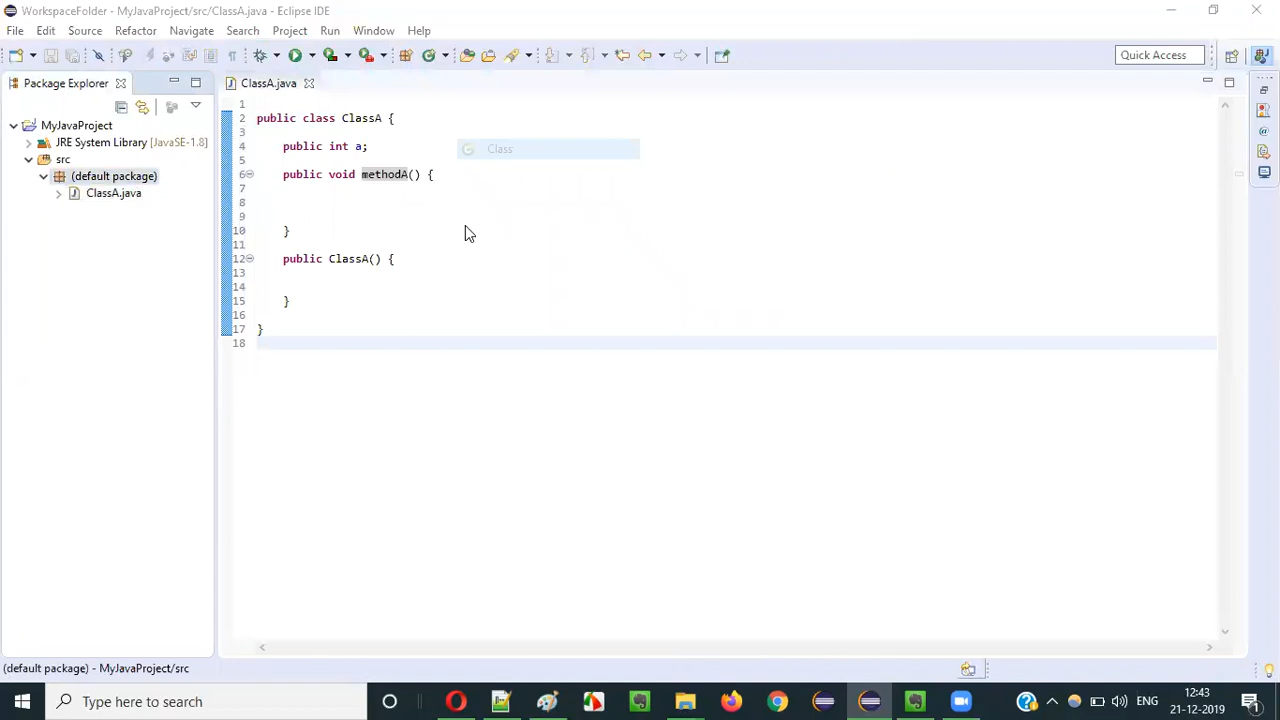 WorkspaceFolder - MyJavaProject/src/ClassA.java - Eclipse IDE
File Edit Source Refactor Navigate Search Project Run Window Help
Quick Access
Package Explorer
ClassA.java
MyJavaProject
JRE System Library [JavaSE-1.8]
src
(default package)
ClassA.java
1
2 public class ClassA {
3
4 public int a;
Class
5
6 public void methodA() {
7
8
9
10 }
11
12 public ClassA() {
13
14
15 }
16
17 }
18
(default package) - MyJavaProject/src
Type here to search
ENG
12:43
21-12-2019
1